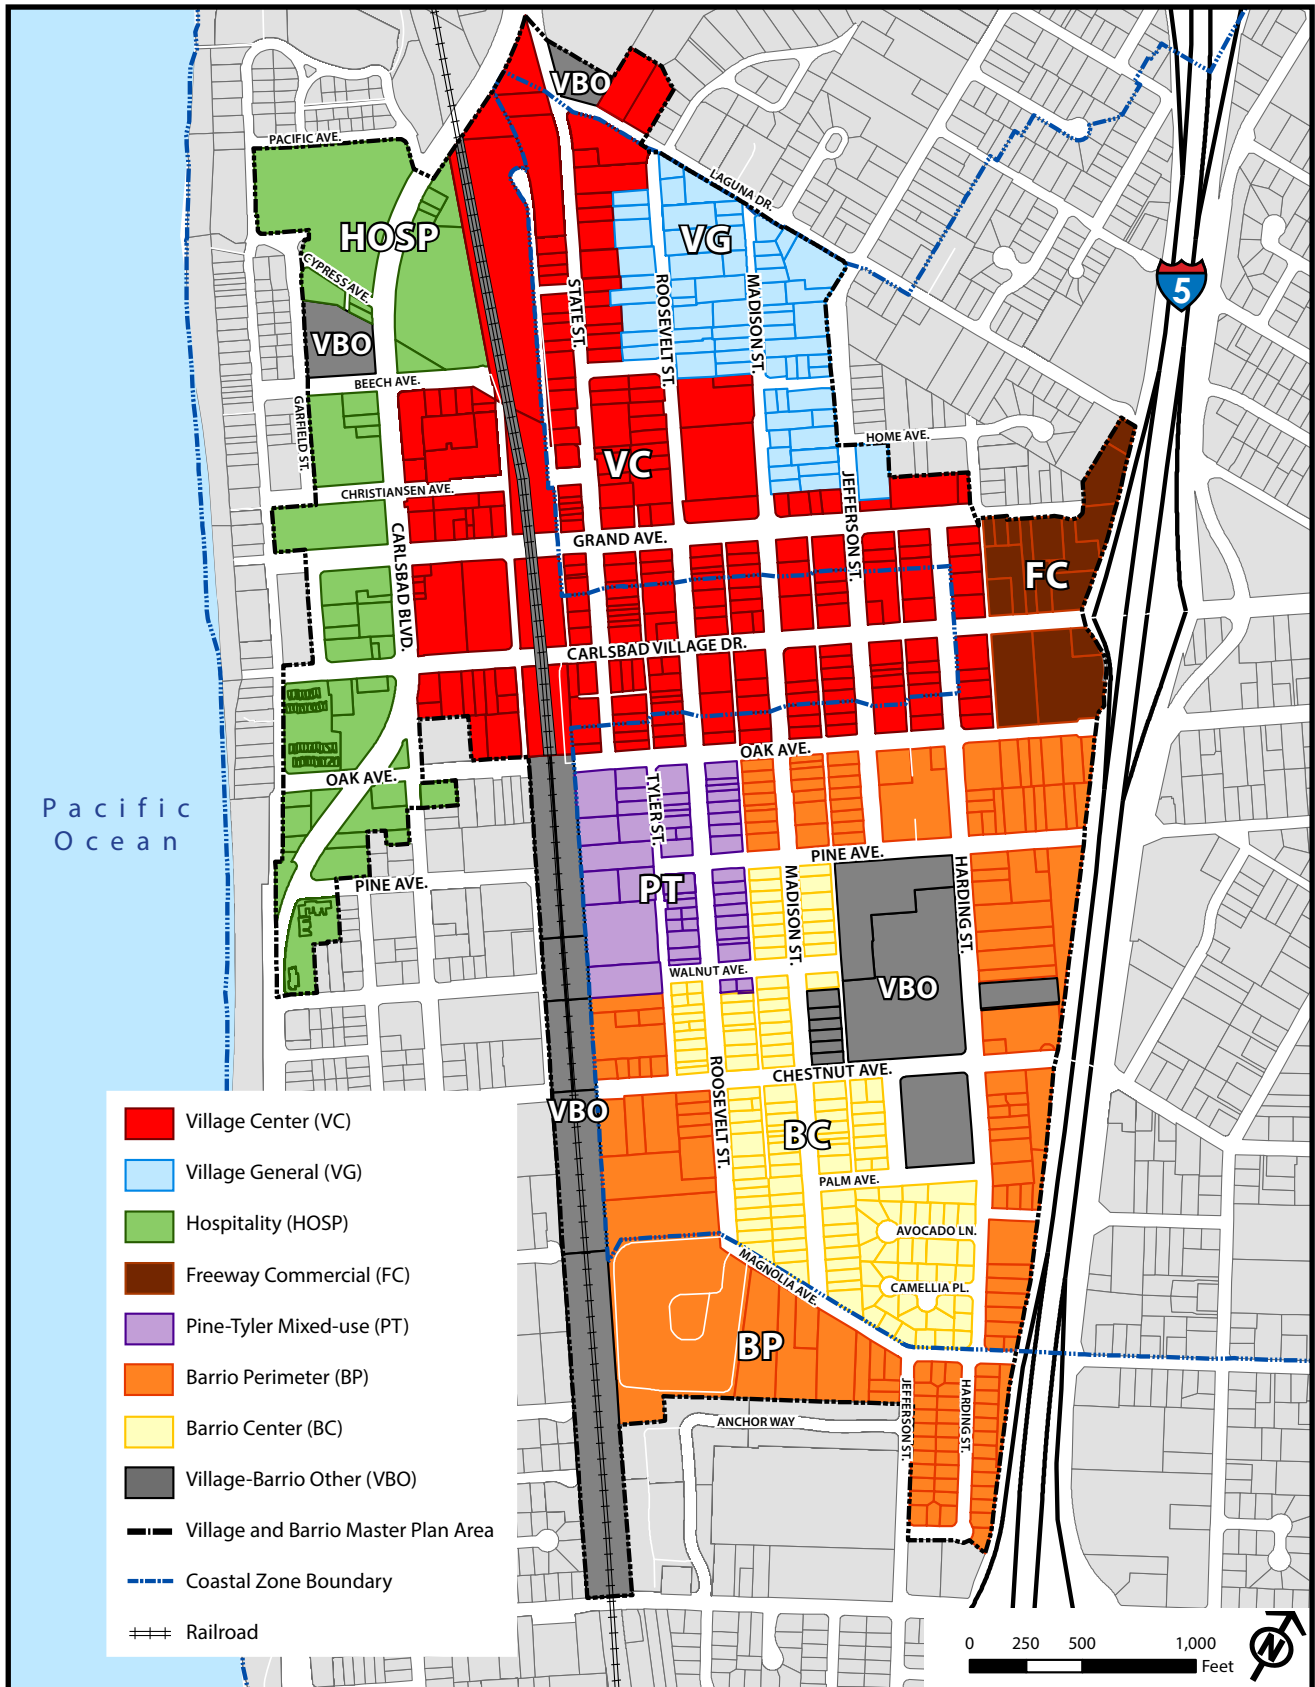 VBO
PACIFIC AVE.
LAGUNA DR.
HOSP
VG
CYPRESS AVE.
STATE ST.
ROOSEVELT ST.
MADISON ST.
5
VBO
BEECH AVE.
GARFIELD ST.
HOME AVE.
VC
CHRISTIANSEN AVE.
JEFFERSON ST.
CARLSBAD BLVD.
GRAND AVE.
FC
CARLSBAD VILLAGE DR.
OAK AVE.
OAK AVE.
TYLER ST.
Pacific
Ocean
PINE AVE.
PINE AVE.
PT
MADISON ST.
HARDING ST.
WALNUT AVE.
VBO
CHESTNUT AVE.
ROOSEVELT ST.
VBO
BC
PALM AVE.
AVOCADO LN.
MAGNOLIA AVE.
CAMELLIA PL.
BP
JEFFERSON ST.
HARDING ST.
ANCHOR WAY
Village Center (VC)
Village General (VG)
Hospitality (HOSP)
Freeway Commercial (FC)
Pine-Tyler Mixed-use (PT)
Barrio Perimeter (BP)
Barrio Center (BC)
Village-Barrio Other (VBO)
Village and Barrio Master Plan Area
Coastal Zone Boundary
Railroad
0 250 500 1,000
Feet
N